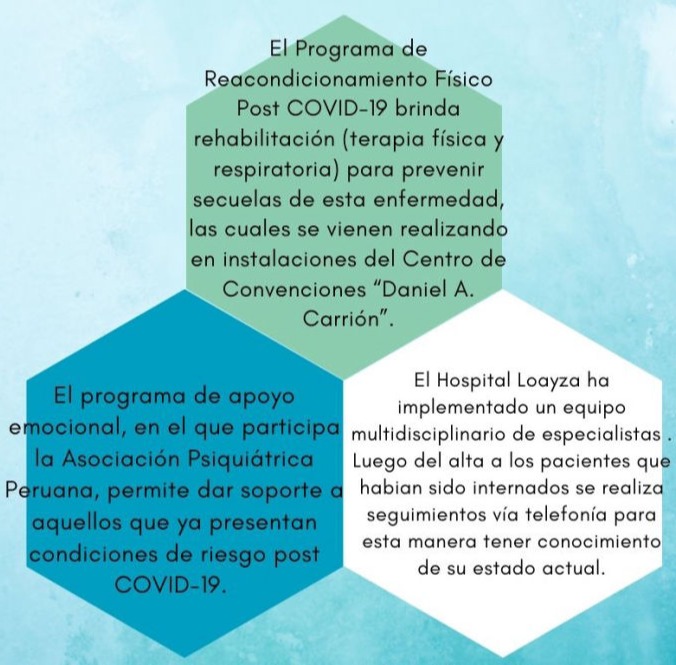 El Programa de
Reacondicionamiento Físico
Post COVID-19 brinda
rehabilitación (terapia física y
respiratoria) para prevenir
secuelas de esta enfermedad,
las cuales se vienen realizando
en instalaciones del Centro de
Convenciones “Daniel A.
Carrión”.
El programa de apoyo
emocional, en el que participa
la Asociación Psiquiátrica
Peruana, permite dar soporte a
aquellos que ya presentan
condiciones de riesgo post
COVID-19.
El Hospital Loayza ha
implementado un equipo
multidisciplinario de especialistas .
Luego del alta a los pacientes que
habian sido internados se realiza
seguimientos vía telefonía para
esta manera tener conocimiento
de su estado actual.